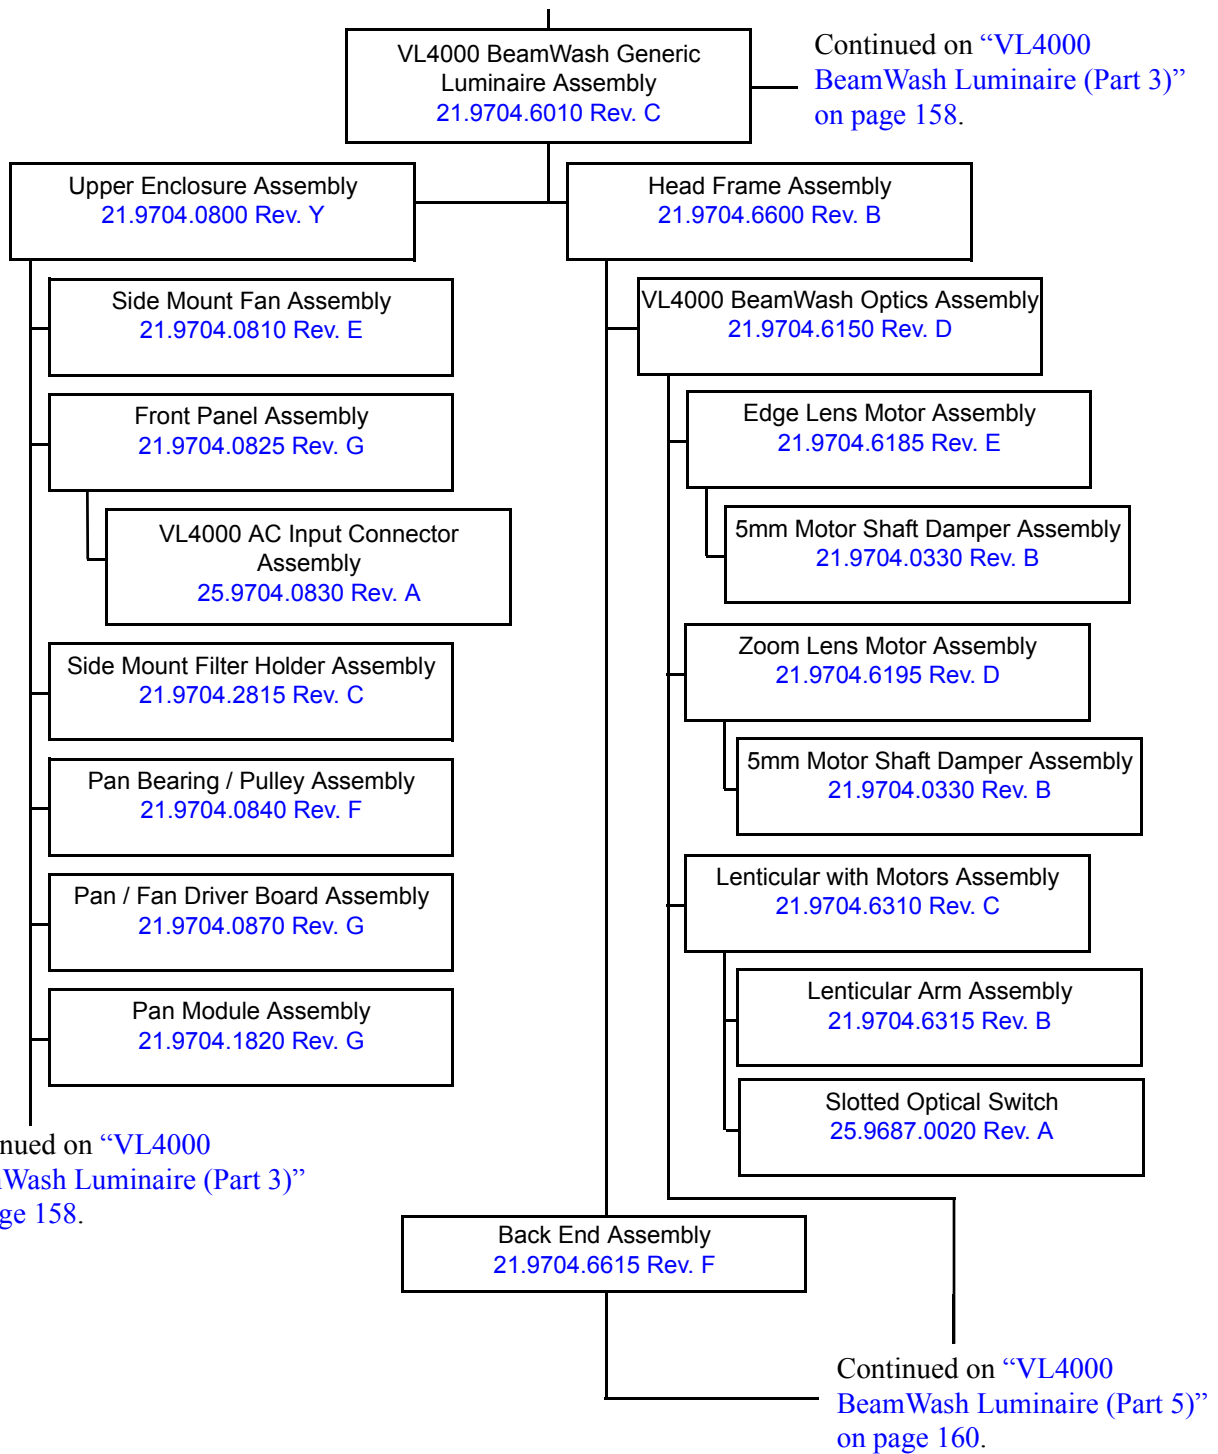 VL4000 BeamWash Generic
Luminaire Assembly
21.9704.6010 Rev. C
Continued on “VL4000
BeamWash Luminaire (Part 3)”
on page 158.
Upper Enclosure Assembly
21.9704.0800 Rev. Y
Side Mount Fan Assembly
21.9704.0810 Rev. E
Front Panel Assembly
21.9704.0825 Rev. G
VL4000 AC Input Connector
Assembly
25.9704.0830 Rev. A
Side Mount Filter Holder Assembly
21.9704.2815 Rev. C
Pan Bearing / Pulley Assembly
21.9704.0840 Rev. F
Pan / Fan Driver Board Assembly
21.9704.0870 Rev. G
Pan Module Assembly
21.9704.1820 Rev. G
nued on “VL4000
Wash Luminaire (Part 3)”
ge 158.
Head Frame Assembly
21.9704.6600 Rev. B
VL4000 BeamWash Optics Assembly
21.9704.6150 Rev. D
Edge Lens Motor Assembly
21.9704.6185 Rev. E
5mm Motor Shaft Damper Assembly
21.9704.0330 Rev. B
Zoom Lens Motor Assembly
21.9704.6195 Rev. D
5mm Motor Shaft Damper Assembly
21.9704.0330 Rev. B
Lenticular with Motors Assembly
21.9704.6310 Rev. C
Lenticular Arm Assembly
21.9704.6315 Rev. B
Slotted Optical Switch
25.9687.0020 Rev. A
Back End Assembly
21.9704.6615 Rev. F
Continued on “VL4000
BeamWash Luminaire (Part 5)”
on page 160.